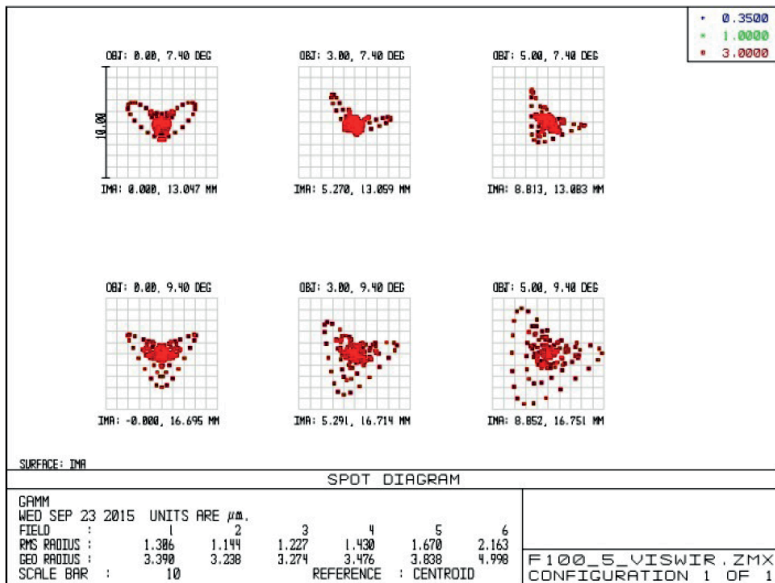 0.3500
1.0000
3.0000
OBJ: 0.00, 7.40 DEG
OBJ: 3.00, 7.40 DEG
OBJ: 5.00, 7.40 DEG
10.00
IMA: 0.000, 13.047 MM
IMA: 5.270, 13.059 MM
IMA: 8.813, 13.083 MM
OBJ: 0.00, 9.40 DEG
OBJ: 3.00, 9.40 DEG
OBJ: 5.00, 9.40 DEG
IMA: -0.000, 16.695 MM
IMA: 5.291, 16.714 MM
IMA: 8.852, 16.751 MM
SURFACE: IMA
SPOT DIAGRAM
GAMM
WED SEP 23 2015 UNITS ARE µm.
FIELD : 1 2 3 4 5 6
RMS RADIUS : 1.306 1.144 1.227 1.430 1.670 2.163
GEO RADIUS : 3.390 3.238 3.274 3.476 3.838 4.998
SCALE BAR : 10 REFERENCE : CENTROID
F100_5_VISWIR.ZMX
CONFIGURATION 1 OF 1